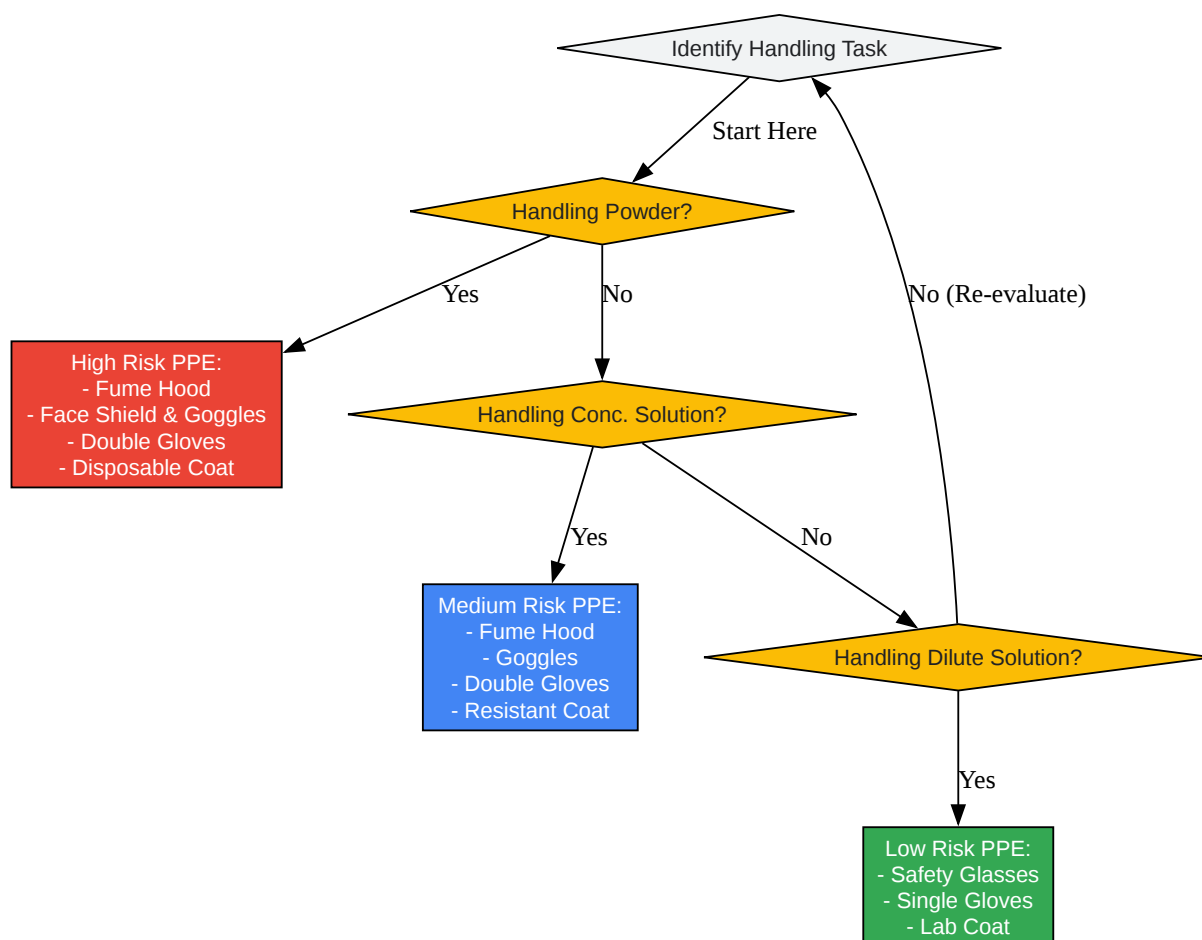 Identify Handling Task
Start Here
Handling Powder?
Yes
No
No (Re-evaluate)
High Risk PPE:
- Fume Hood
- Face Shield & Goggles
- Double Gloves
- Disposable Coat
Handling Conc. Solution?
Yes
No
Medium Risk PPE:
- Fume Hood
- Goggles
- Double Gloves
- Resistant Coat
Handling Dilute Solution?
Yes
Low Risk PPE:
- Safety Glasses
- Single Gloves
- Lab Coat